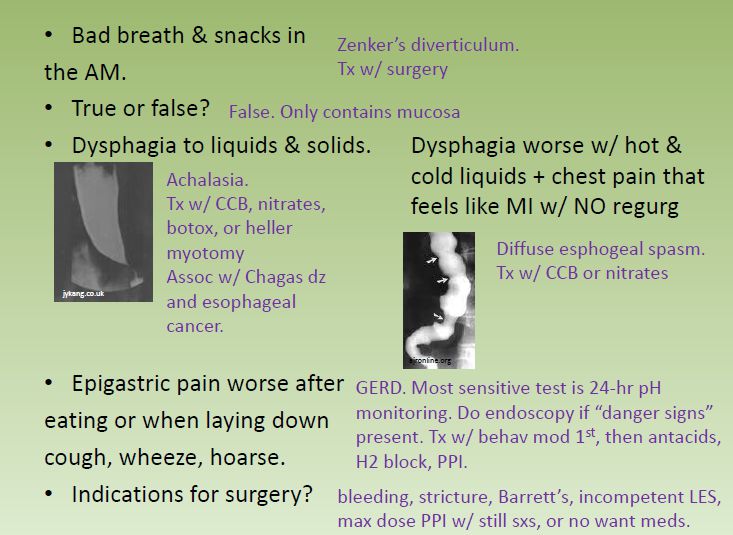 • Bad breath & snacks in
the AM.
Zenker's diverticulum.
Tx w/ surgery
• True or false?
False. Only contains mucosa
• Dysphagia to liquids & solids.
Achalasia.
Tx w/ CCB, nitrates,
botox, or heller
myotomy
Assoc w/ Chagas dz
and esophageal
cancer.
jykang.co.uk
Dysphagia worse w/ hot &
cold liquids + chest pain that
feels like MI w/ NO regurg
Diffuse esphogeal spasm.
Tx w/ CCB or nitrates
ajronline.org
• Epigastric pain worse after
eating or when laying down
cough, wheeze, hoarse.
GERD. Most sensitive test is 24-hr pH
monitoring. Do endoscopy if “danger signs”
present. Tx w/ behav mod 1st, then antacids,
H2 block, PPI.
• Indications for surgery?
bleeding, stricture, Barrett's, incompetent LES,
max dose PPI w/ still sxs, or no want meds.